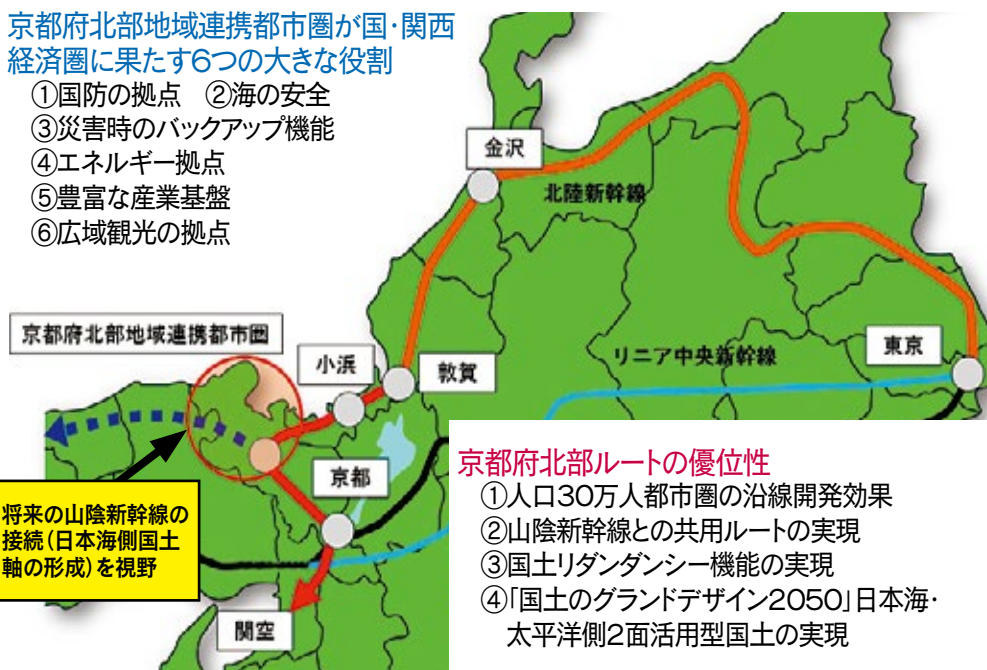 京都府北部地域連携都市圏が国・関西
経済圏に果たす6つの大きな役割
①国防の拠点 ②海の安全
③災害時のバックアップ機能
④エネルギー拠点
⑤豊富な産業基盤
⑥広域観光の拠点
金沢
北陸新幹線
京都府北部地域連携都市圏
小浜
敦賀
リニア中央新幹線
東京
京都
将来の山陰新幹線の
接続(日本海側国土
軸の形成)を視野
関空
京都府北部ルートの優位性
①人口30万人都市圏の沿線開発効果
②山陰新幹線との共用ルートの実現
③国土リダンダンシー機能の実現
④「国土のグランドデザイン2050」日本海・
太平洋側2面活用型国土の実現